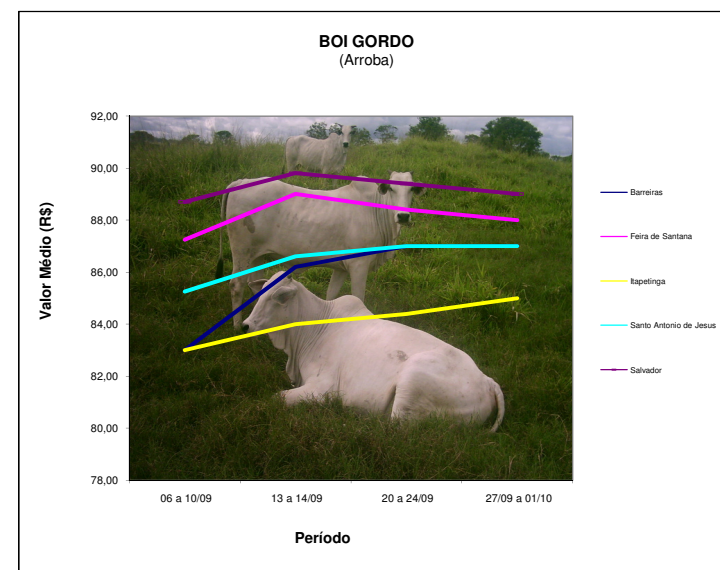 BOI GORDO
(Arroba)
Valor Médio (R$)
92,00
90,00
88,00
86,00
84,00
82,00
80,00
78,00
06 a 10/09
13 a 14/09
20 a 24/09
27/09 a 01/10
Período
Barreiras
Feira de Santana
Itapetinga
Santo Antonio de Jesus
Salvador